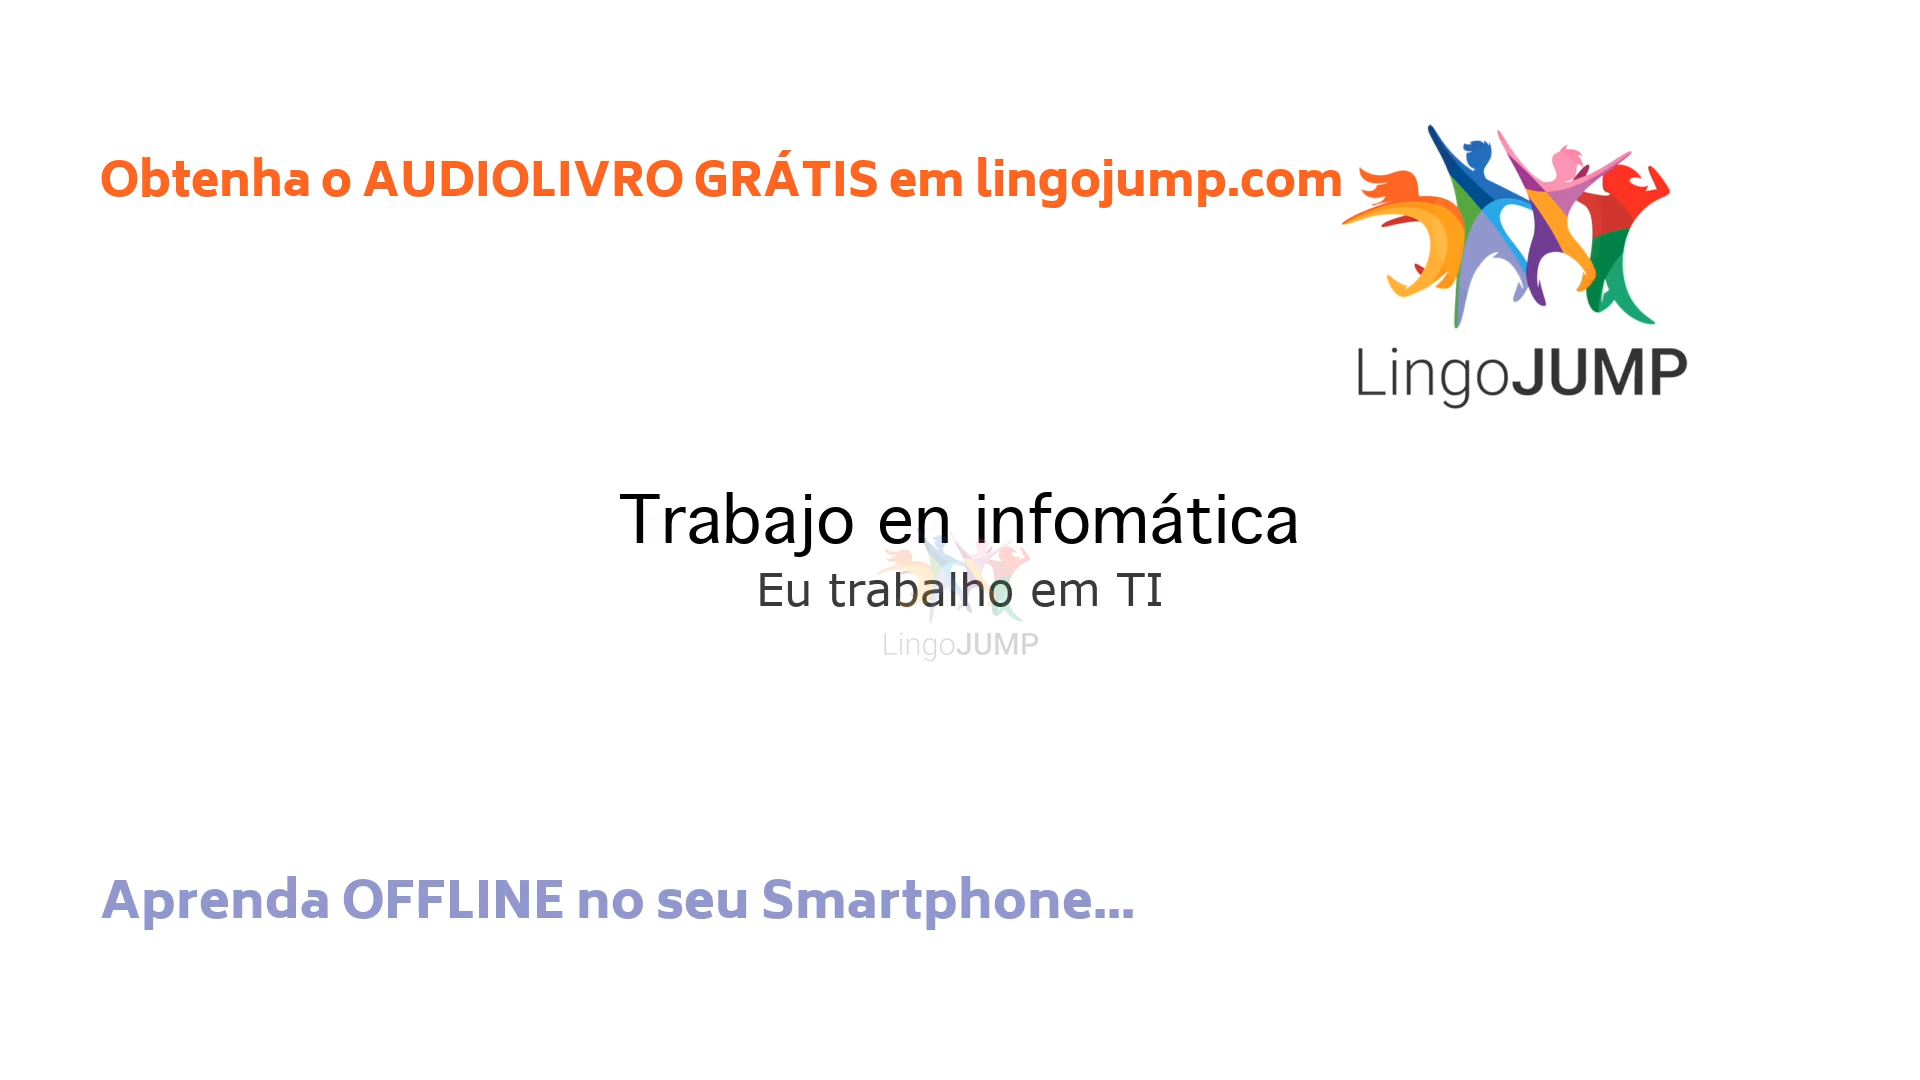 Obtenha o AUDIOLIVRO GRÁTIS em lingojump.com
LingoJUMP
Trabajo en infomática
Eu trabalho em TI
LingoJUMP
Aprenda OFFLINE no seu Smartphone...